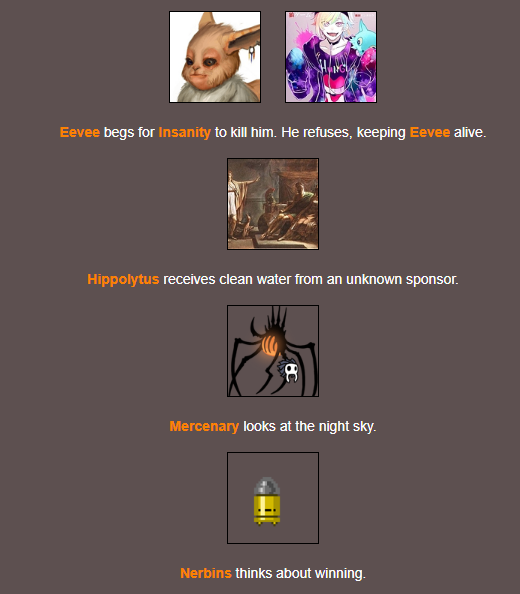 Eevee begs for Insanity to kill him. He refuses, keeping Eevee alive.
Hippolytus receives clean water from an unknown sponsor.
Mercenary looks at the night sky.
Nerbins thinks about winning.